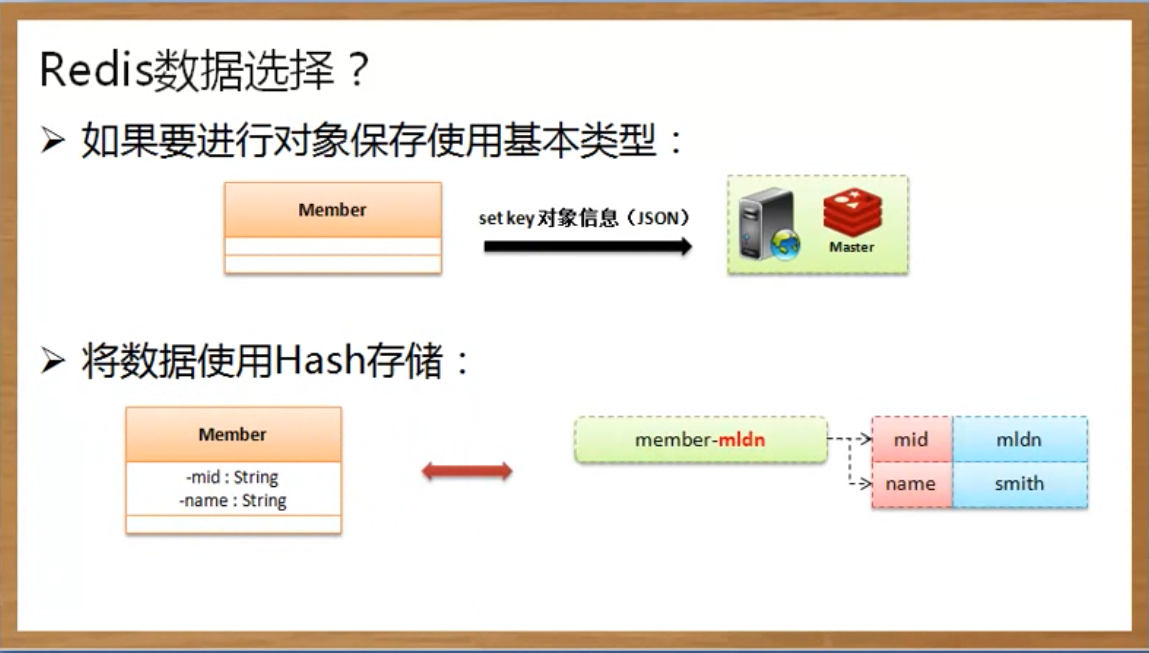 Redis数据选择？
如果要进行对象保存使用基本类型：
Member
set key 对象信息（JSON）
Master
将数据使用Hash存储：
Member
-mid : String
-name : String
member-mldn
mid
mldn
name
smith